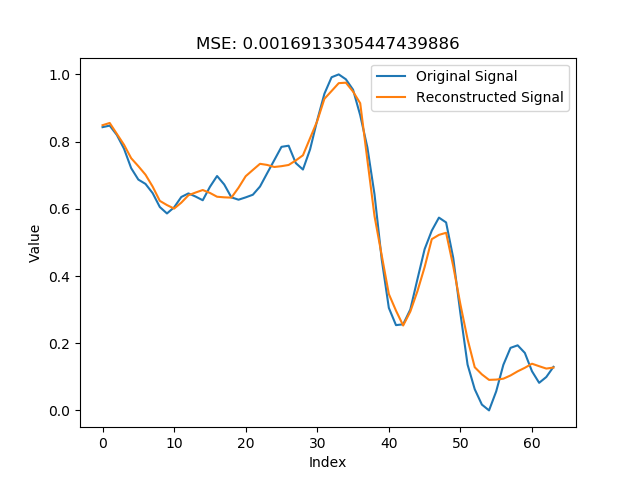 MSE: 0.0016913305447439886
Original Signal
Reconstructed Signal
1.0
0.8
0.6
0.4
0.2
0.0
Value
0 10 20 30 40 50 60
Index